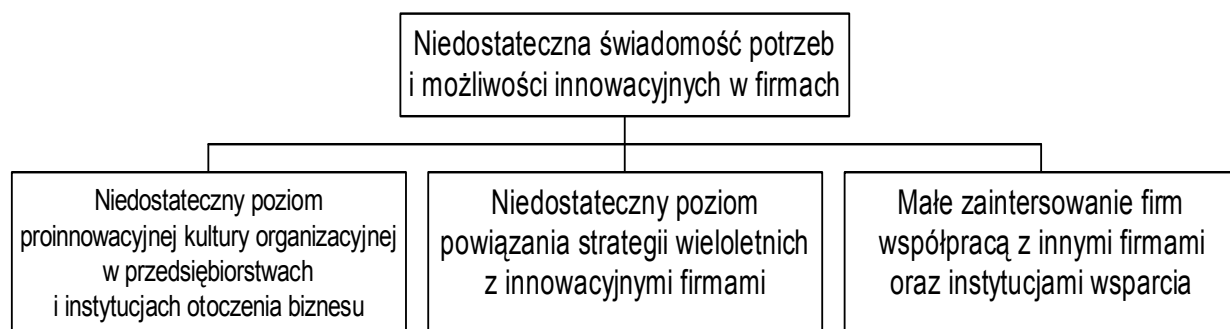 Niedostateczna świadomość potrzeb
i możliwości innowacyjnych w firmach
Niedostateczny poziom
proinnowacyjnej kultury organizacyjnej
w przedsiębiorstwach
i instytucjach otoczenia biznesu
Niedostateczny poziom
powiązania strategii wieloletnich
z innowacyjnymi firmami
Małe zaintersowanie firm
współpracą z innymi firmami
oraz instytucjami wsparcia